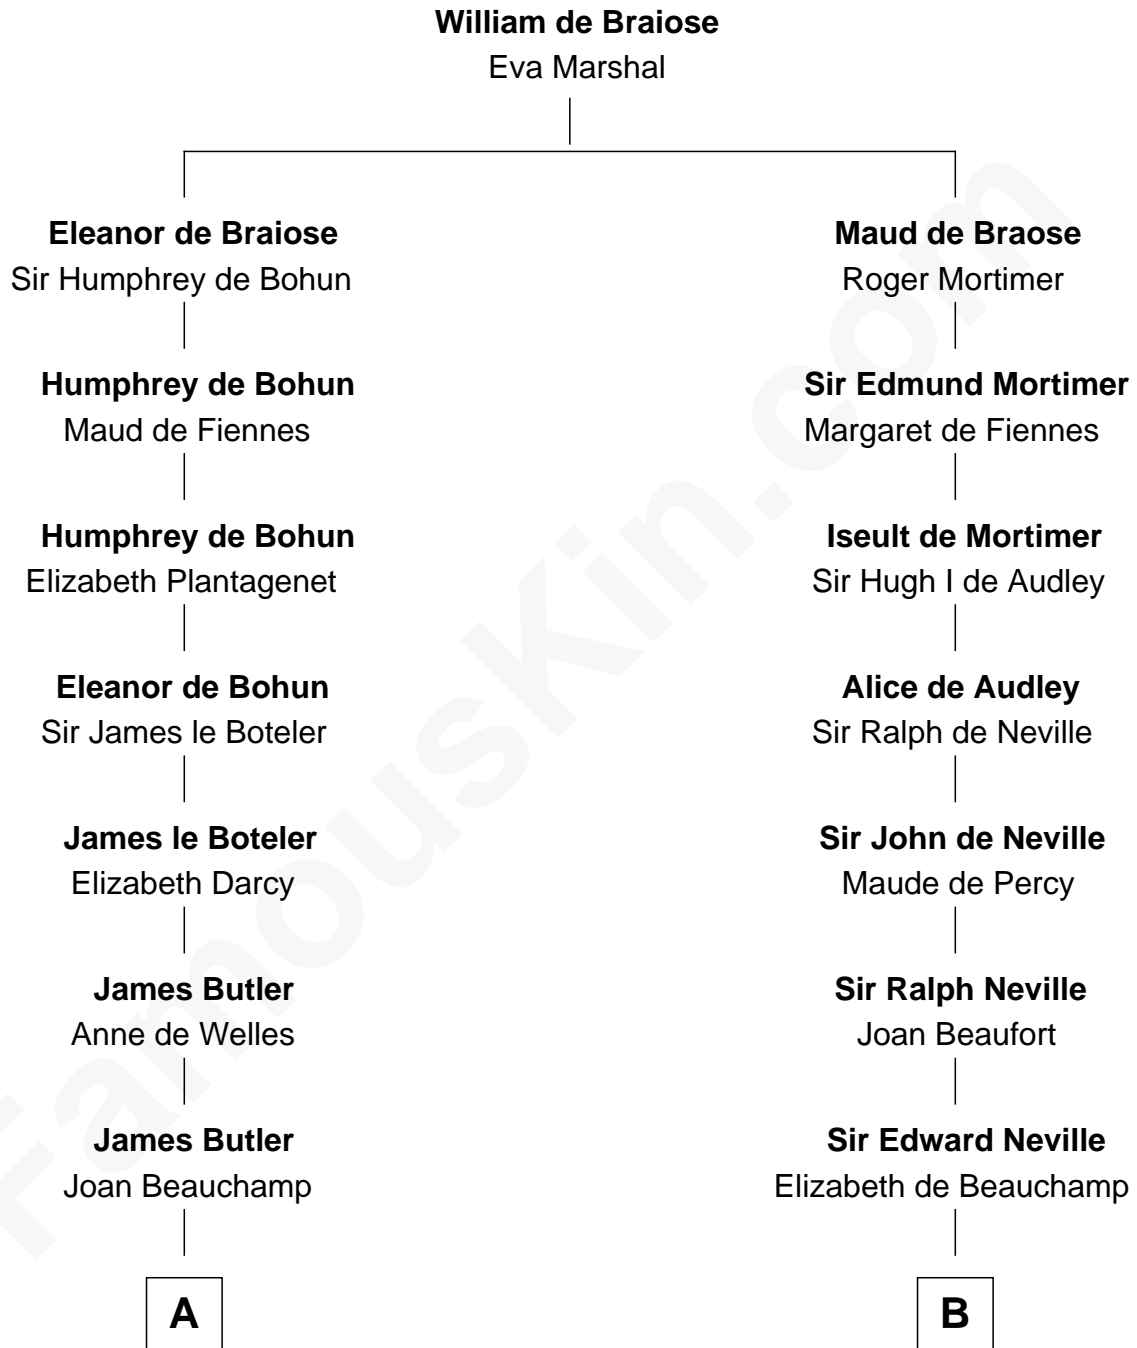 William de Braiose
Eva Marshal
Eleanor de Braiose
Sir Humphrey de Bohun
Maud de Braose
Roger Mortimer
Humphrey de Bohun
Maud de Fiennes
Sir Edmund Mortimer
Margaret de Fiennes
Humphrey de Bohun
Elizabeth Plantagenet
Iseult de Mortimer
Sir Hugh I de Audley
Eleanor de Bohun
Sir James le Boteler
Alice de Audley
Sir Ralph de Neville
James le Boteler
Elizabeth Darcy
Sir John de Neville
Maude de Percy
James Butler
Anne de Welles
Sir Ralph Neville
Joan Beaufort
James Butler
Joan Beauchamp
Sir Edward Neville
Elizabeth de Beauchamp
A
B
FamousKin.com